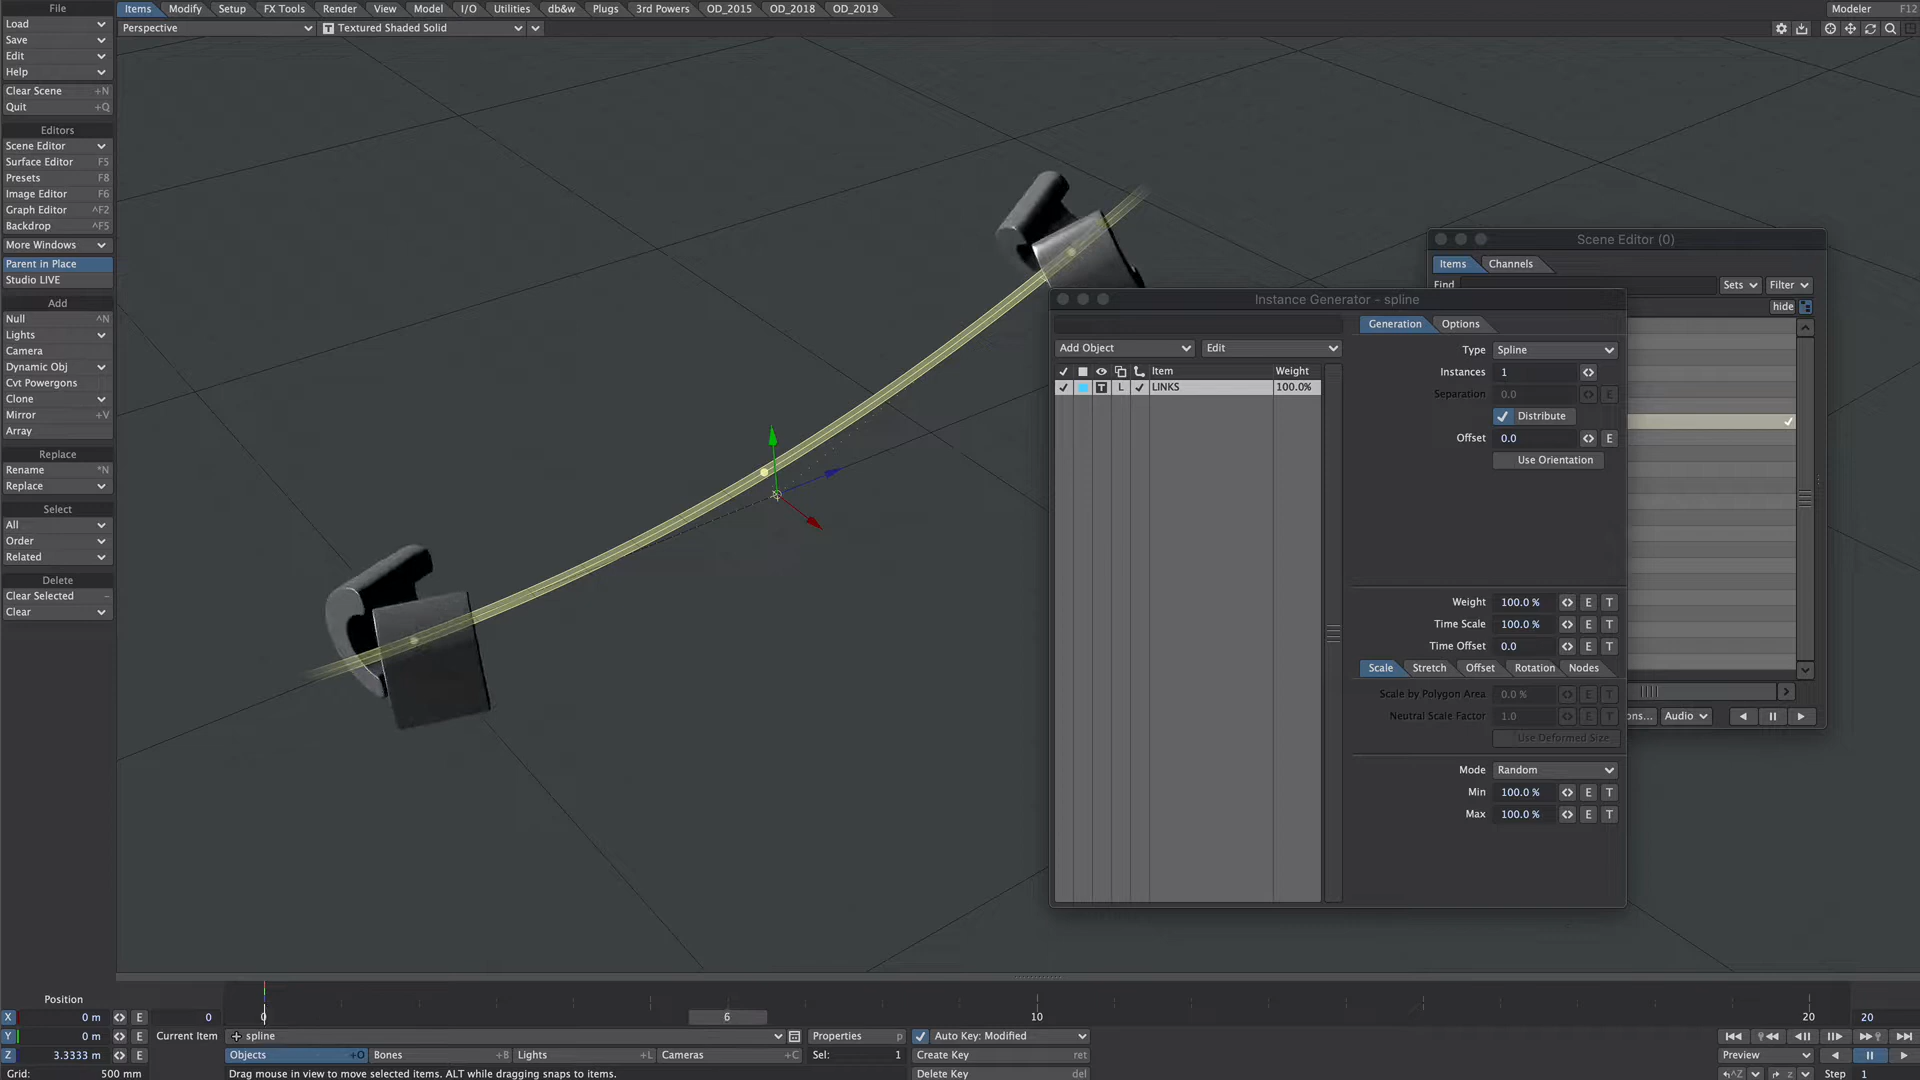 File
Items
Modify
Setup
FX Tools
Render
View
Model
I/O
Utilities
db&w
Plugs
3rd Powers
OD_2015
OD_2018
OD_2019
Modeler F12
Load
Perspective
Textured Shaded Solid
Save
Edit
Help
Clear Scene +N
Quit +Q
Editors
Scene Editor
Surface Editor F5
Presets F8
Image Editor F6
Graph Editor ^F2
Backdrop ^F5
More Windows
Parent in Place
Studio LIVE
Add
Null ^N
Lights
Camera
Dynamic Obj
Cvt Powergons
Clone
Mirror +V
Array
Replace
Rename *N
Replace
Select
All
Order
Related
Delete
Clear Selected –
Clear
Scene Editor (0)
Items
Channels
Find
Sets
Filter
hide
ons...
Audio
Instance Generator - spline
Add Object
Edit
Item
Weight
T
L
LINKS
100.0%
Generation
Options
Type
Spline
Instances
1
Separation
0.0
E
Distribute
Offset
0.0
E
Use Orientation
Weight 100.0 % E T
Time Scale 100.0 % E T
Time Offset 0.0 E T
Scale
Stretch
Offset
Rotation
Nodes
Scale by Polygon Area 0.0 % E T
Neutral Scale Factor 1.0 E T
Use Deformed Size
Mode
Random
Min 100.0 % E T
Max 100.0 % E T
Position
X 0 m E
Y 0 m E
Z 3.3333 m E
Grid: 500 mm
0
0
6
10
20
20
Current Item
spline
Properties p
Auto Key: Modified
Objects +O
Bones +B
Lights +L
Cameras +C
Sel: 1
Create Key ret
Delete Key del
Drag mouse in view to move selected items. ALT while dragging snaps to items.
Preview
^Z
z
Step 1